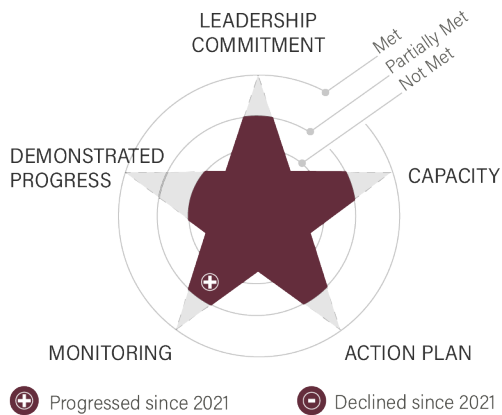 LEADERSHIP
COMMITMENT
Met
Partially Met
Not Met
DEMONSTRATED
PROGRESS
CAPACITY
MONITORING
ACTION PLAN
Progressed since 2021
Declined since 2021